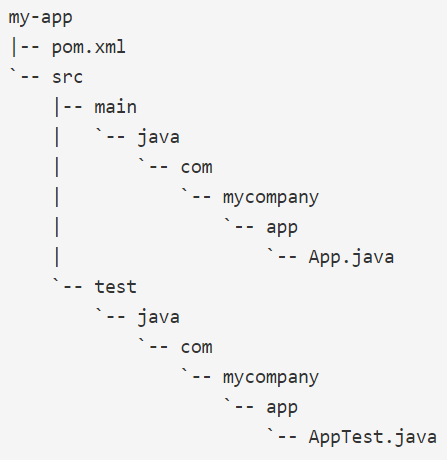 my-app
|-- pom.xml
`-- src
    |-- main
    |   `-- java
    |       `-- com
    |           `-- mycompany
    |               `-- app
    |                   `-- App.java
    `-- test
        `-- java
            `-- com
                `-- mycompany
                    `-- app
                        `-- AppTest.java